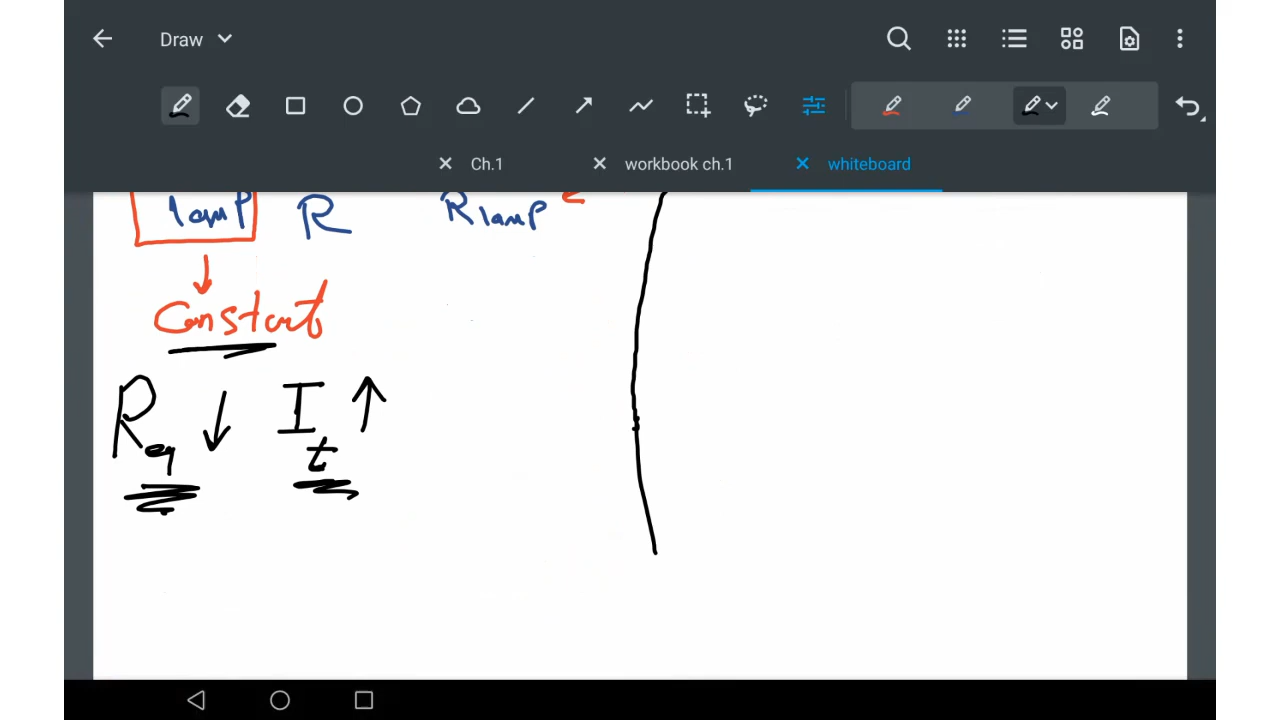 Draw
Ch.1
workbook ch.1
whiteboard
lamp R Rlamp
Constant
Req ↓ It ↑